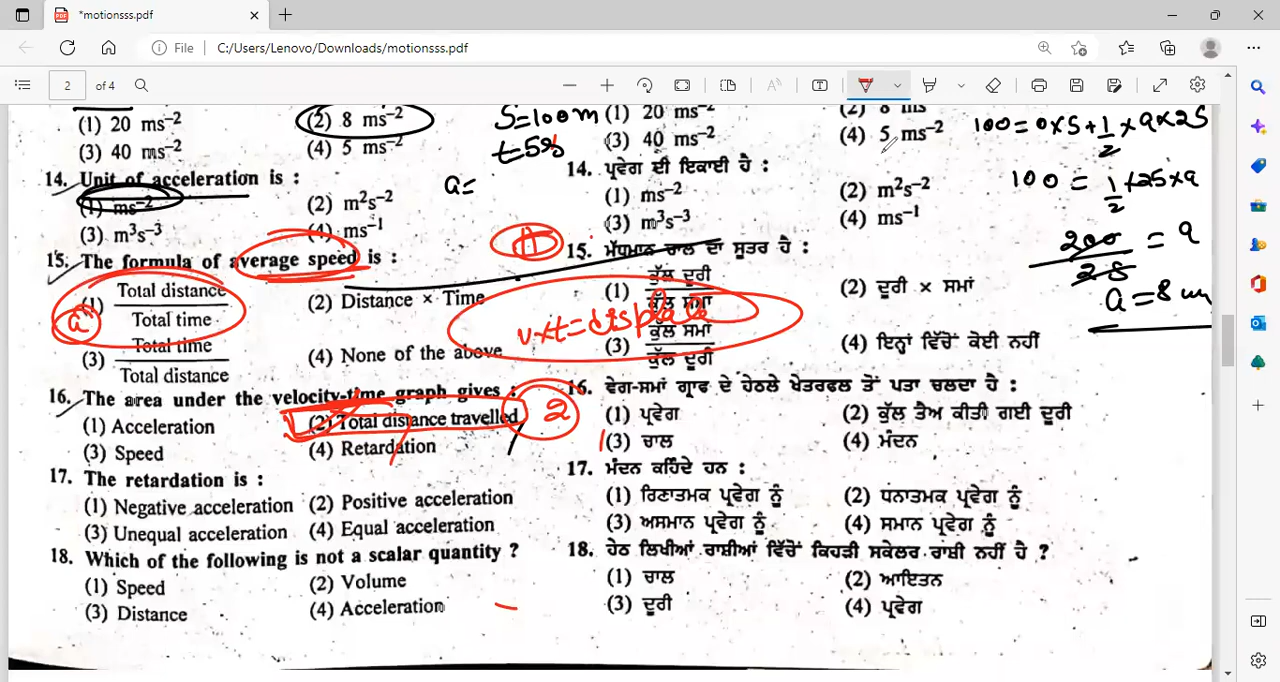 *motionsss.pdf
File C:/Users/Lenovo/Downloads/motionsss.pdf
2 of 4
(1) 20 ms⁻²
(2) 8 ms⁻²
(3) 40 ms⁻²
(4) 5 ms⁻²
14. Unit of acceleration is :
(1) ms⁻²
(2) m²s⁻²
(3) m³s⁻³
(4) ms⁻¹
15. The formula of average speed is :
(1) Total distance
Total time
(2) Distance × Time
(3) Total time
Total distance
(4) None of the above
16. The area under the velocity-time graph gives :
(1) Acceleration
(2) Total distance travelled
(3) Speed
(4) Retardation
17. The retardation is :
(1) Negative acceleration
(2) Positive acceleration
(3) Unequal acceleration
(4) Equal acceleration
18. Which of the following is not a scalar quantity ?
(1) Speed
(2) Volume
(3) Distance
(4) Acceleration
S=100m
a=
2
(1) 20 ms⁻²
(2) 8 ms⁻²
(3) 40 ms⁻²
(4) 5 ms⁻²
14. ਪ੍ਰਵੇਗ ਦੀ ਇਕਾਈ ਹੈ :
(1) ms⁻²
(2) m²s⁻²
(3) m³s⁻³
(4) ms⁻¹
15. ਮੱਧਮਾਨ ਚਾਲ ਦਾ ਸੂਤਰ ਹੈ :
(1) ਕੁੱਲ ਦੂਰੀ
ਕੁੱਲ ਸਮਾਂ
(2) ਦੂਰੀ × ਸਮਾਂ
(3) ਕੁੱਲ ਸਮਾਂ
ਕੁੱਲ ਦੂਰੀ
(4) ਇਨ੍ਹਾਂ ਵਿੱਚੋਂ ਕੋਈ ਨਹੀਂ
16. ਵੇਗ-ਸਮਾਂ ਗ੍ਰਾਫ ਦੇ ਹੇਠਲੇ ਖੇਤਰਫਲ ਤੋਂ ਪਤਾ ਚਲਦਾ ਹੈ :
(1) ਪ੍ਰਵੇਗ
(2) ਕੁੱਲ ਤੈਅ ਕੀਤੀ ਗਈ ਦੂਰੀ
(3) ਚਾਲ
(4) ਮੰਦਨ
17. ਮੰਦਨ ਕਹਿੰਦੇ ਹਨ :
(1) ਰਿਣਾਤਮਕ ਪ੍ਰਵੇਗ ਨੂੰ
(2) ਧਨਾਤਮਕ ਪ੍ਰਵੇਗ ਨੂੰ
(3) ਅਸਮਾਨ ਪ੍ਰਵੇਗ ਨੂੰ
(4) ਸਮਾਨ ਪ੍ਰਵੇਗ ਨੂੰ
18. ਹੇਠ ਲਿਖੀਆਂ ਰਾਸ਼ੀਆਂ ਵਿੱਚੋਂ ਕਿਹੜੀ ਸਕੇਲਰ ਰਾਸ਼ੀ ਨਹੀਂ ਹੈ ?
(1) ਚਾਲ
(2) ਆਇਤਨ
(3) ਦੂਰੀ
(4) ਪ੍ਰਵੇਗ
100 = 0×5+1/2×a×25
100 = 1/2×25×a
200/25 = a